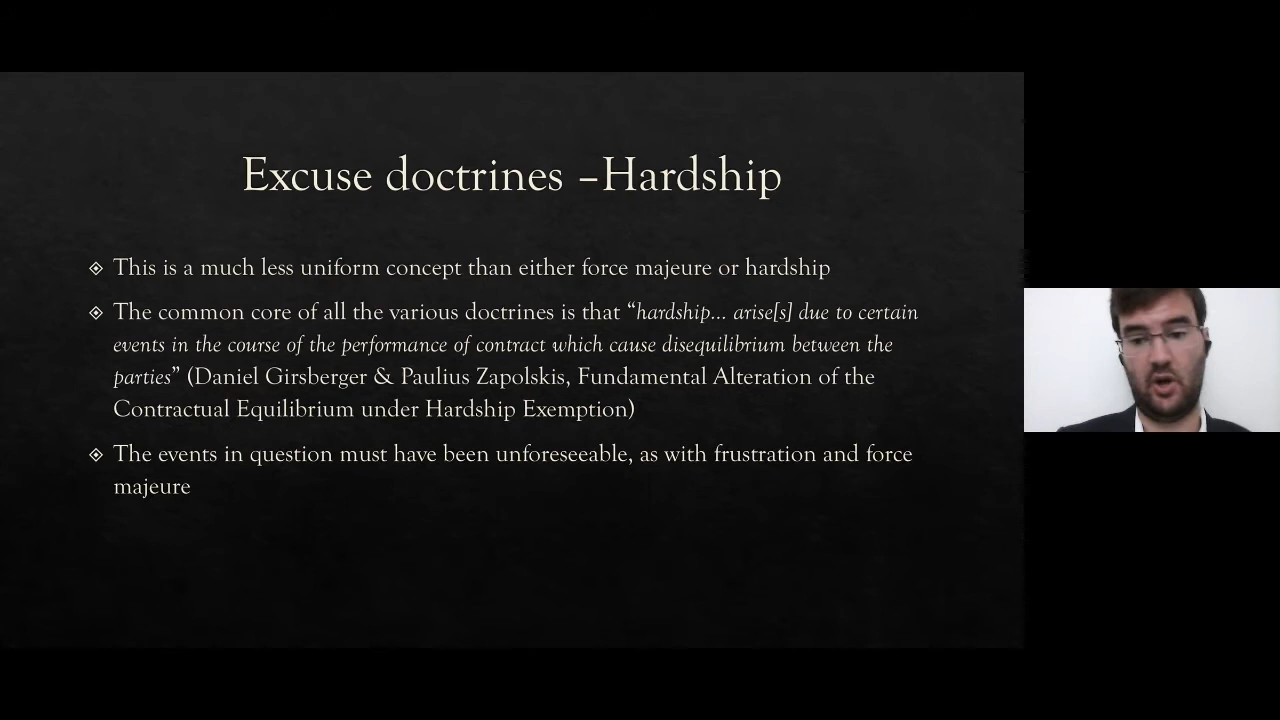 Excuse doctrines –Hardship
This is a much less uniform concept than either force majeure or hardship
The common core of all the various doctrines is that “hardship... arise[s] due to certain
events in the course of the performance of contract which cause disequilibrium between the
parties” (Daniel Girsberger & Paulius Zapolskis, Fundamental Alteration of the
Contractual Equilibrium under Hardship Exemption)
The events in question must have been unforeseeable, as with frustration and force
majeure